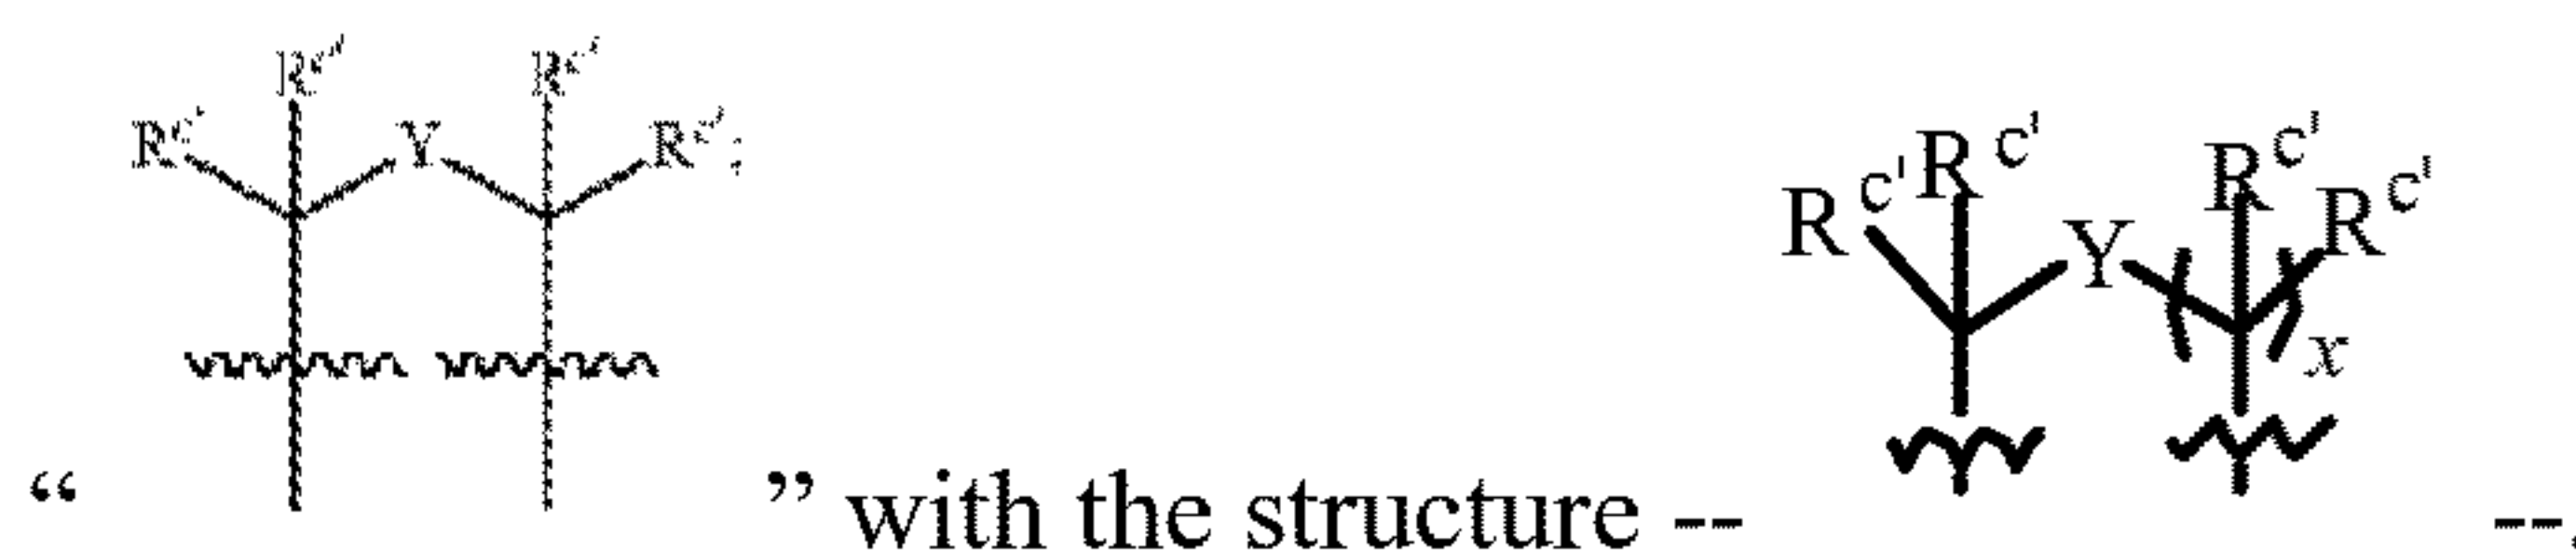 R^c' R^c'
R^c' Y R^c';
R^c' R^c'
R^c' Y R^c'
x
“ ” with the structure -- --,